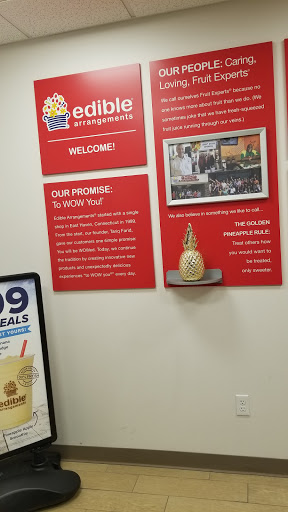 edible®
arrangements
WELCOME!
OUR PEOPLE: Caring,
Loving, Fruit Experts®
We call ourselves Fruit Experts® because no
one knows more about fruit than we do. (We
sometimes joke that we have fresh-squeezed
fruit juice running through our veins.)
We also believe in something we like to call...
THE GOLDEN
PINEAPPLE RULE:
Treat others how
you would want to
be treated,
only sweeter.
OUR PROMISE:
To WOW You!®
Edible Arrangements® started with a single
shop in East Haven, Connecticut in 1999.
From the start, our founder, Tariq Farid,
gave our customers one simple promise:
You will be WOWed. Today, we continue
the tradition by creating innovative new
products and unexpectedly delicious
experiences "to WOW you®" every day.
99
EALS
edible
arrangements